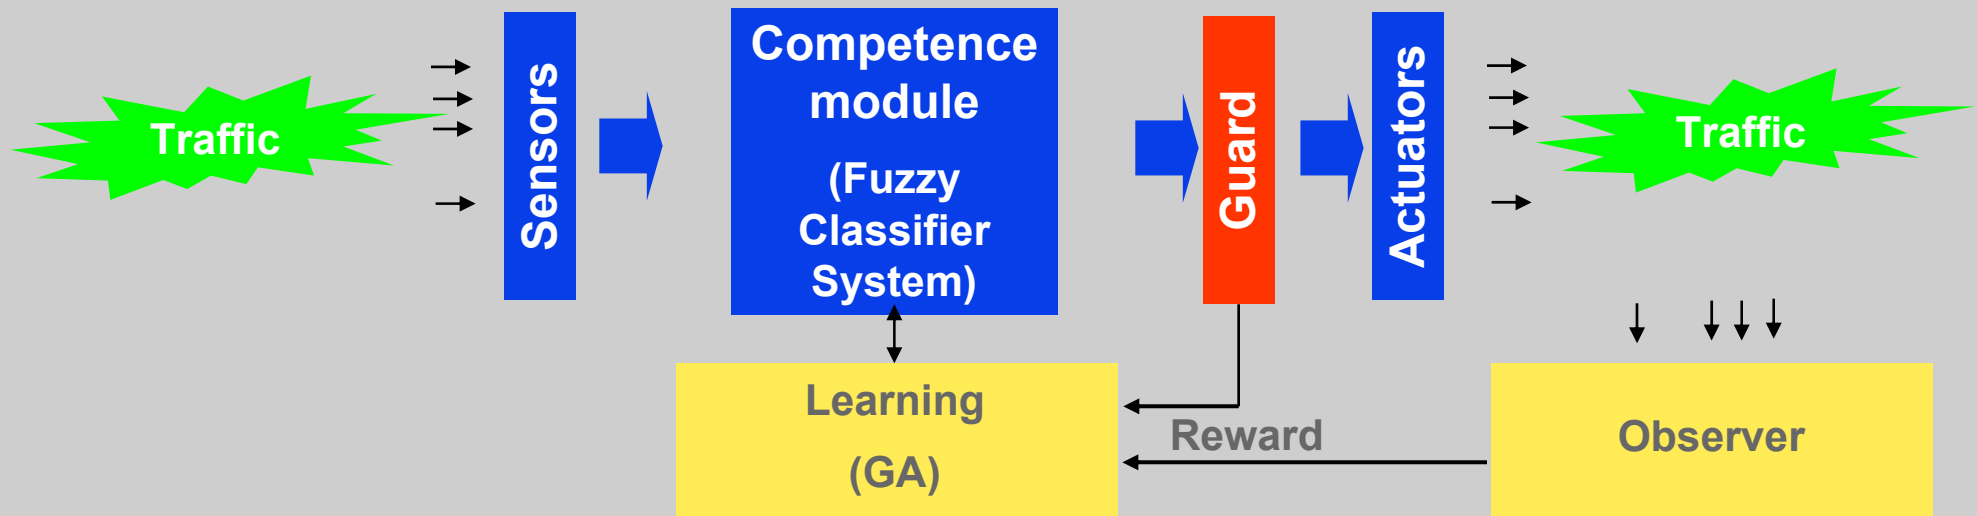 Traffic
Sensors
Competence
module
(Fuzzy
Classifier
System)
Guard
Actuators
Traffic
Learning
(GA)
Reward
Observer